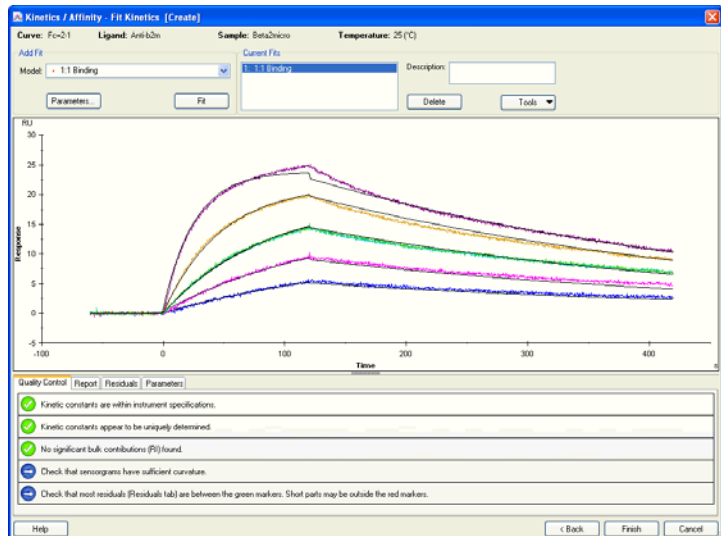 Kinetics / Affinity - Fit Kinetics [Create]
Curve: Fc=2-1 Ligand: Anti-b2m Sample: Beta2micro Temperature: 25 (°C)
Add Fit Current Fits
Model: 1:1 Binding 1: 1:1 Binding Description:
Parameters... Fit Delete Tools
RU
30
25
20
15
10
5
0
-5
Response
-100 0 100 200 300 400
Time s
Quality Control Report Residuals Parameters
Kinetic constants are within instrument specifications.
Kinetic constants appear to be uniquely determined.
No significant bulk contributions (RI) found.
Check that sensorgrams have sufficient curvature.
Check that most residuals (Residuals tab) are between the green markers. Short parts may be outside the red markers.
Help < Back Finish Cancel